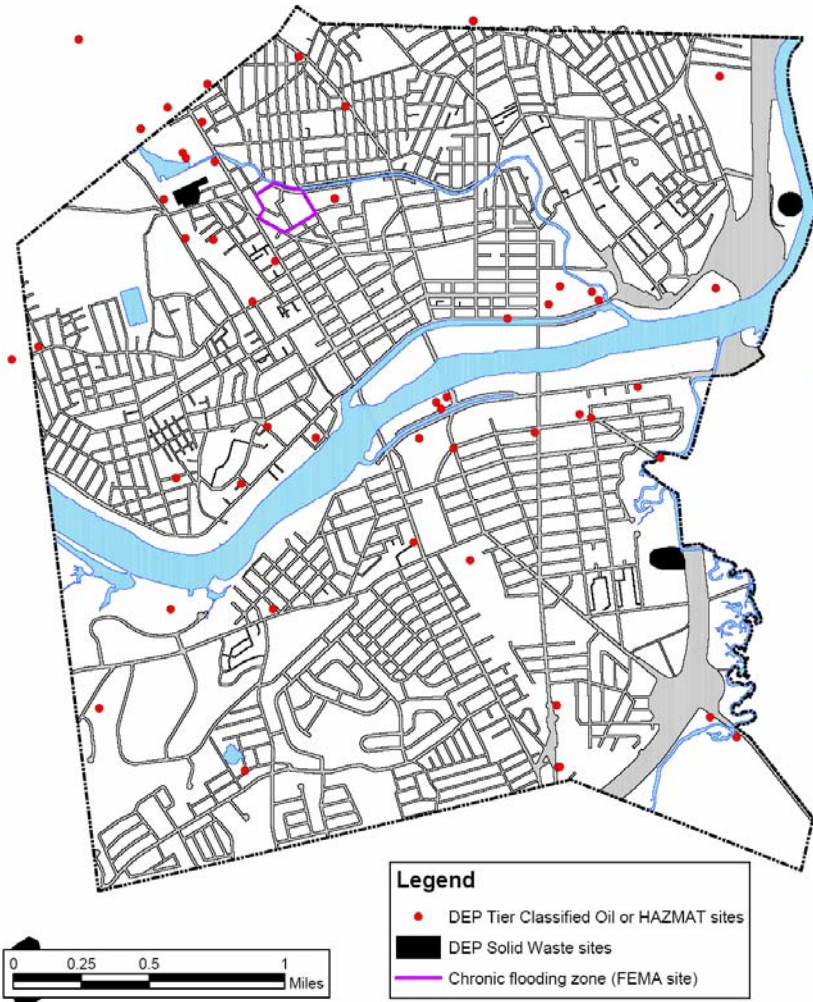 Legend
DEP Tier Classified Oil or HAZMAT sites
DEP Solid Waste sites
Chronic flooding zone (FEMA site)
0 0.25 0.5 1
Miles